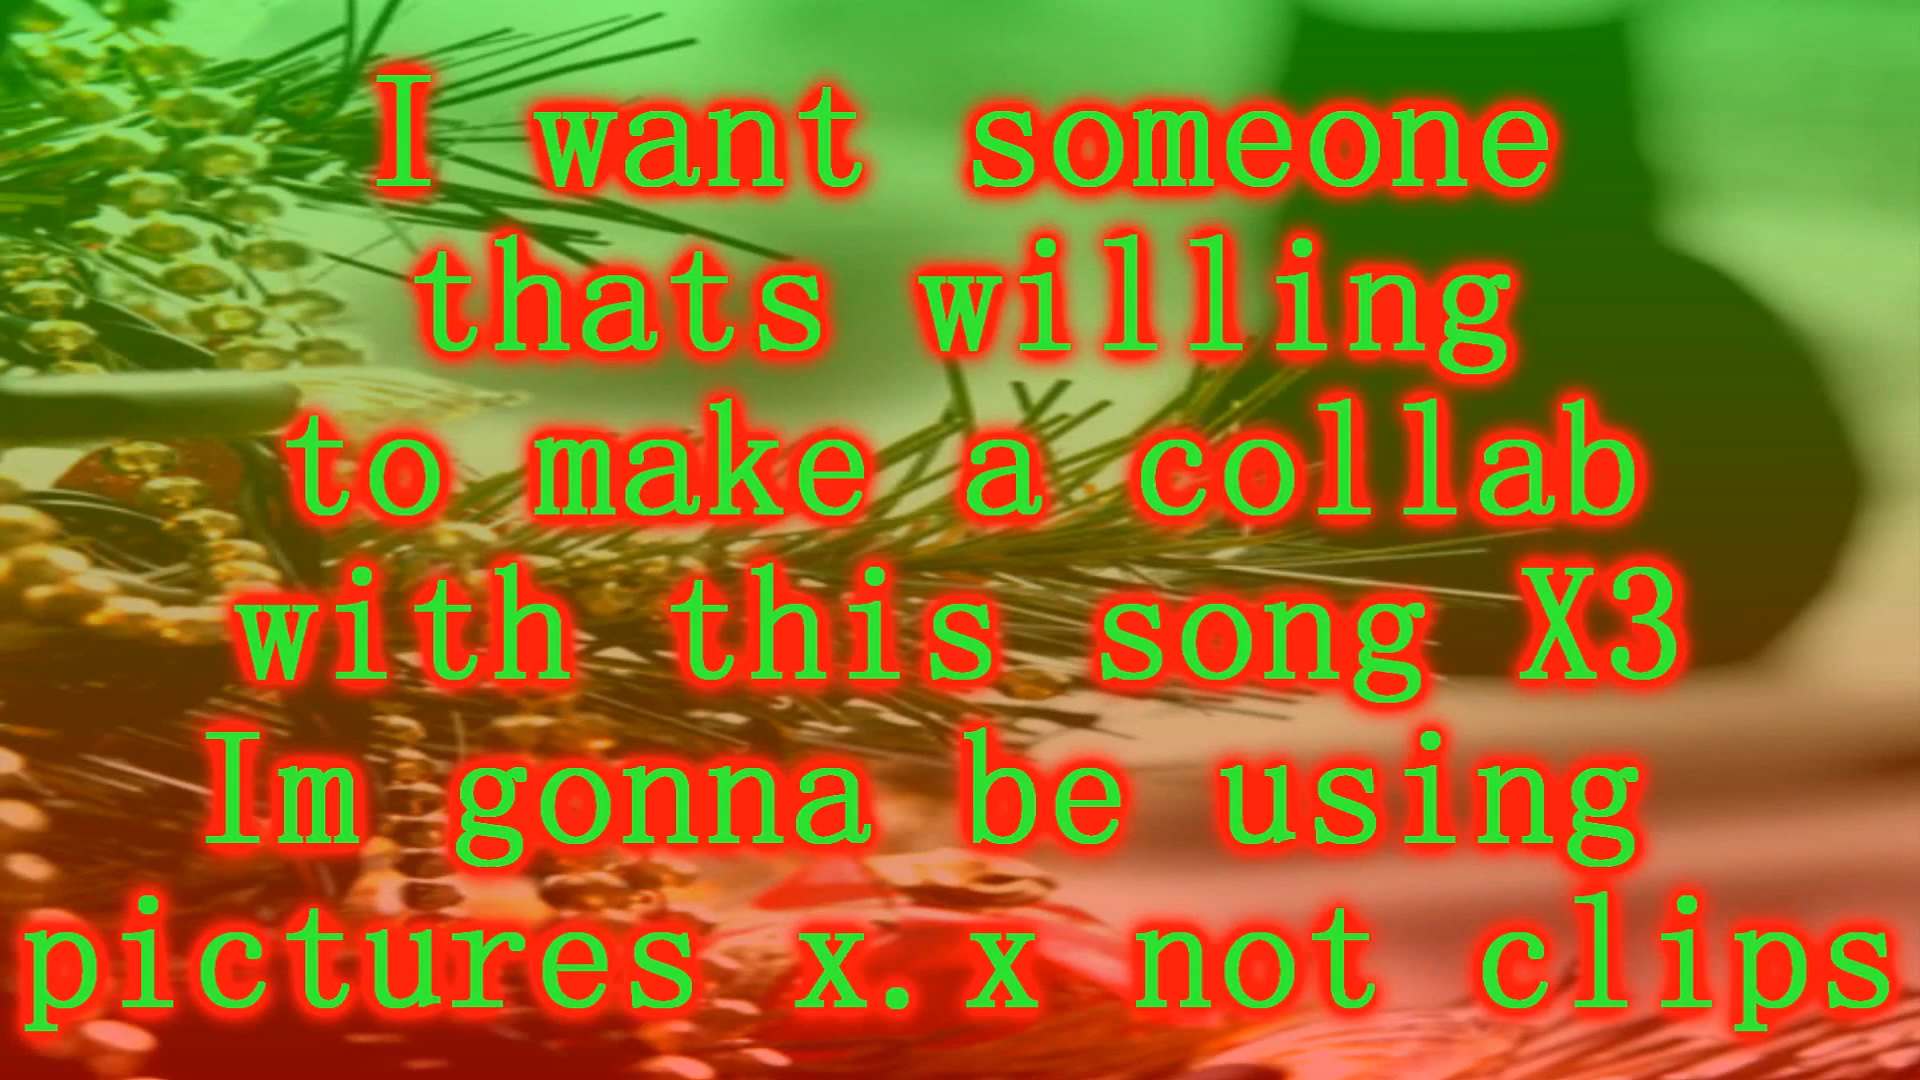 I want someone
thats willing
to make a collab
with this song X3
Im gonna be using
pictures x.x not clips